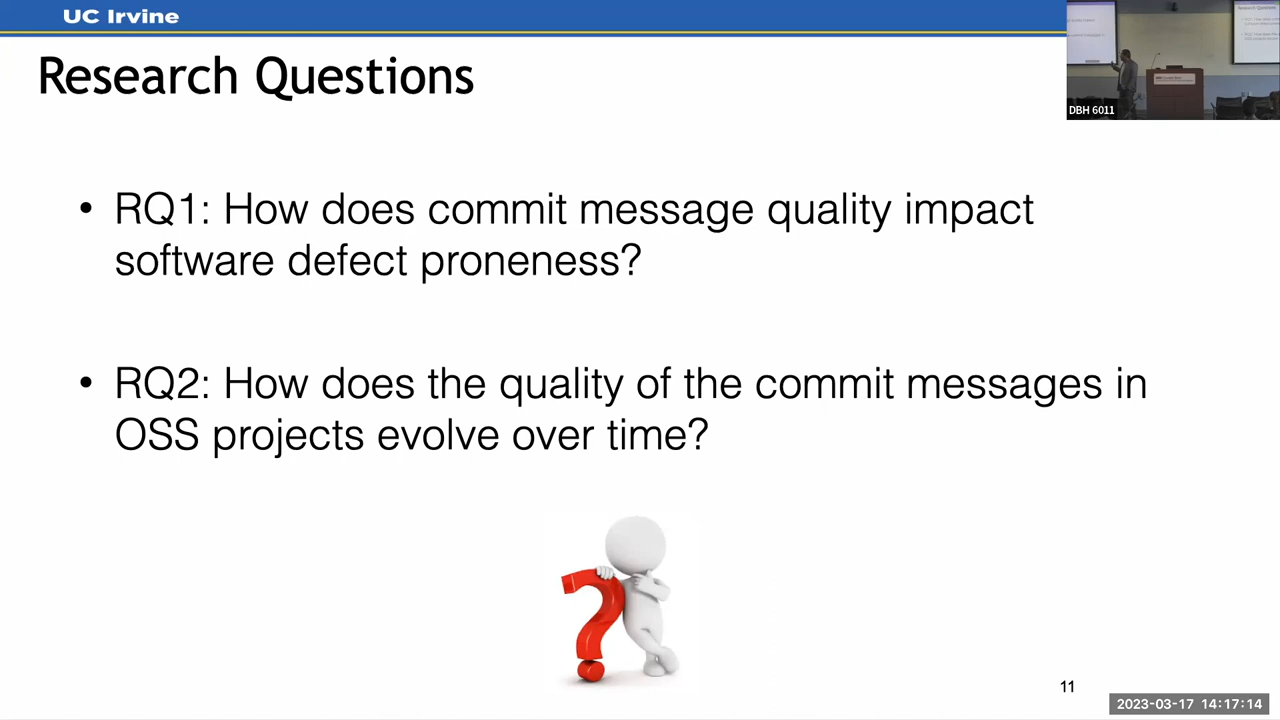 UC Irvine
Research Questions
DBH 6011
• RQ1: How does commit message quality impact
software defect proneness?
• RQ2: How does the quality of the commit messages in
OSS projects evolve over time?
11
2023-03-17 14:17:14